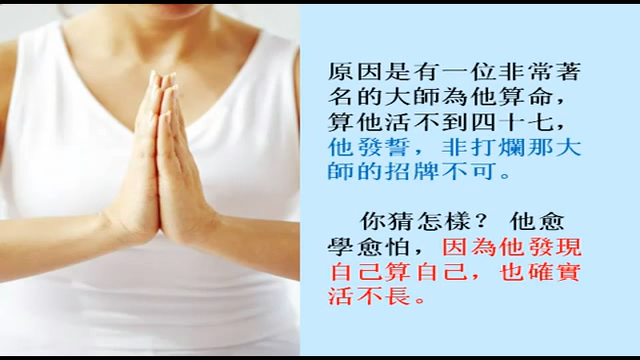 原因是有一位非常著
名的大師為他算命，
算他活不到四十七，
他發誓，非打爛那大
師的招牌不可。
你猜怎樣？ 他愈
學愈怕，因為他發現
自己算自己，也確實
活不長。